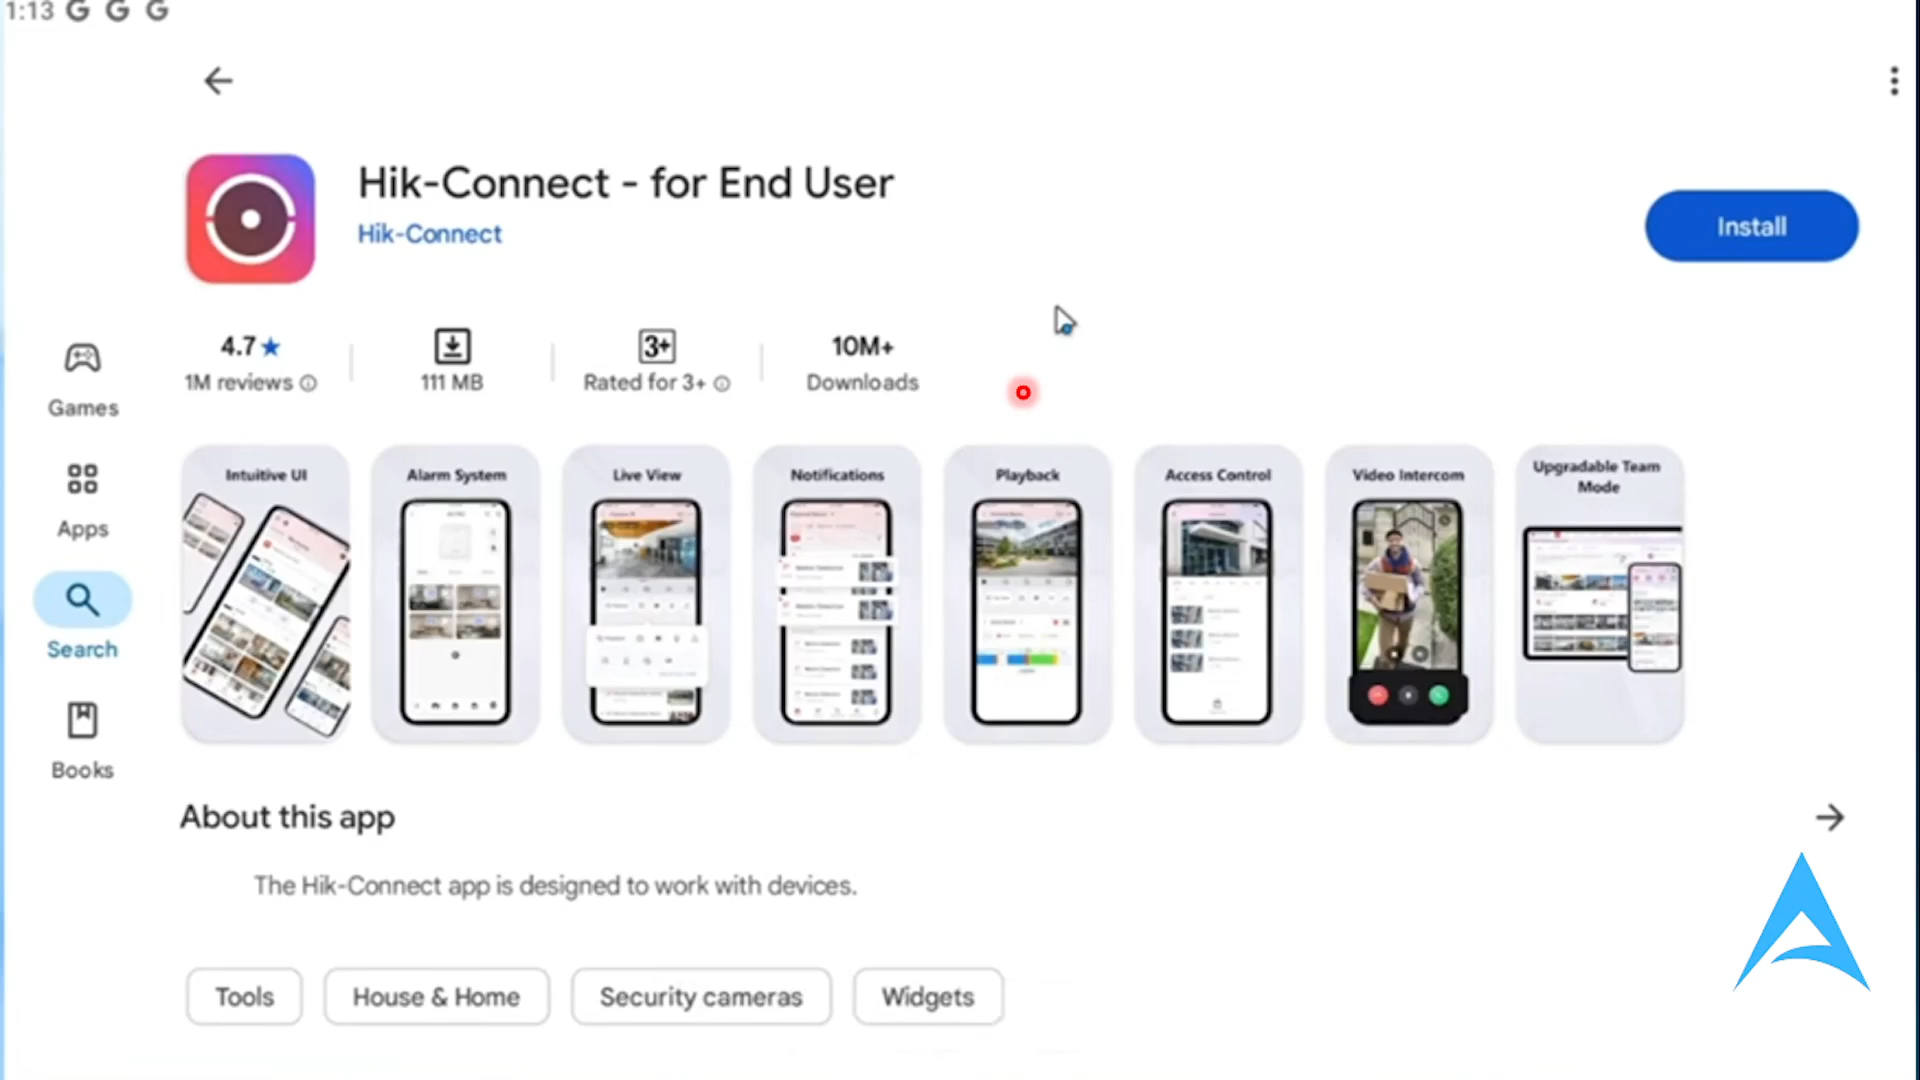 1:13 G G G
Hik-Connect - for End User
Hik-Connect
Install
4.7★
1M reviews
111 MB
3+
Rated for 3+
10M+
Downloads
Games
Apps
Search
Books
Intuitive UI
Alarm System
Live View
Notifications
Playback
Access Control
Video Intercom
Upgradable Team
Mode
About this app
The Hik-Connect app is designed to work with devices.
Tools
House & Home
Security cameras
Widgets